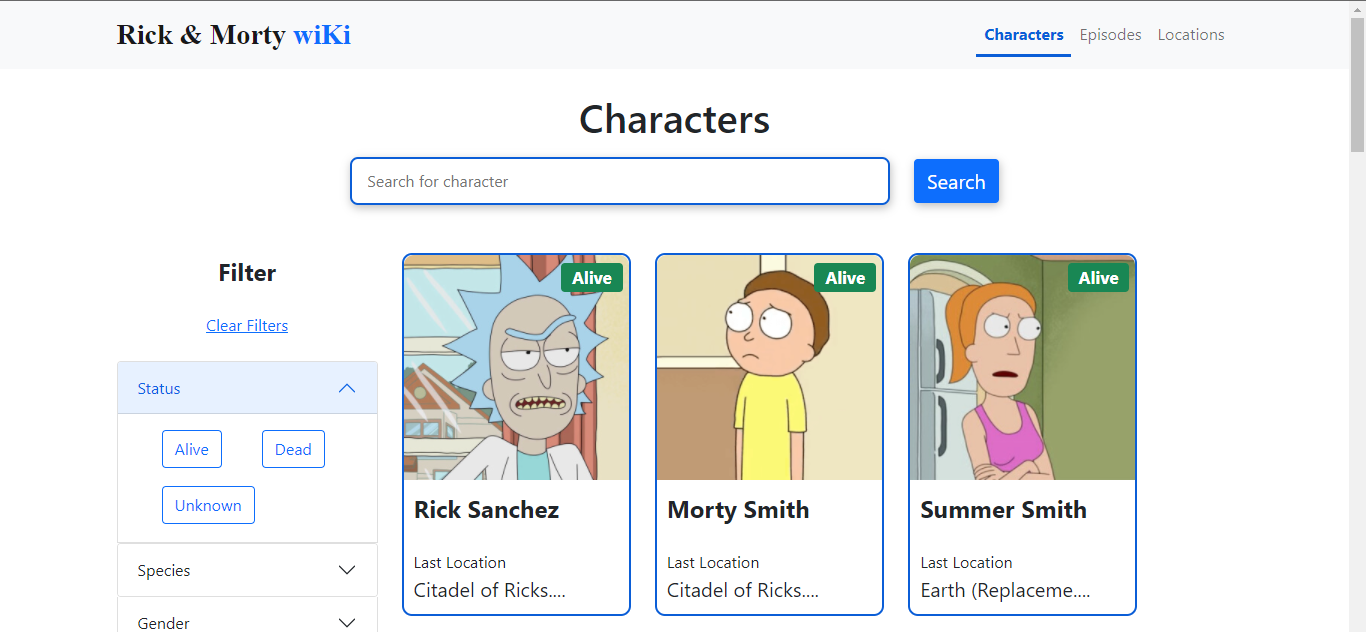 Rick & Morty wiKi
Characters Episodes Locations
Characters
Search for character
Search
Filter
Clear Filters
Status
Alive Dead
Unknown
Species
Gender
Alive
Rick Sanchez
Last Location
Citadel of Ricks....
Alive
Morty Smith
Last Location
Citadel of Ricks....
Alive
Summer Smith
Last Location
Earth (Replaceme....